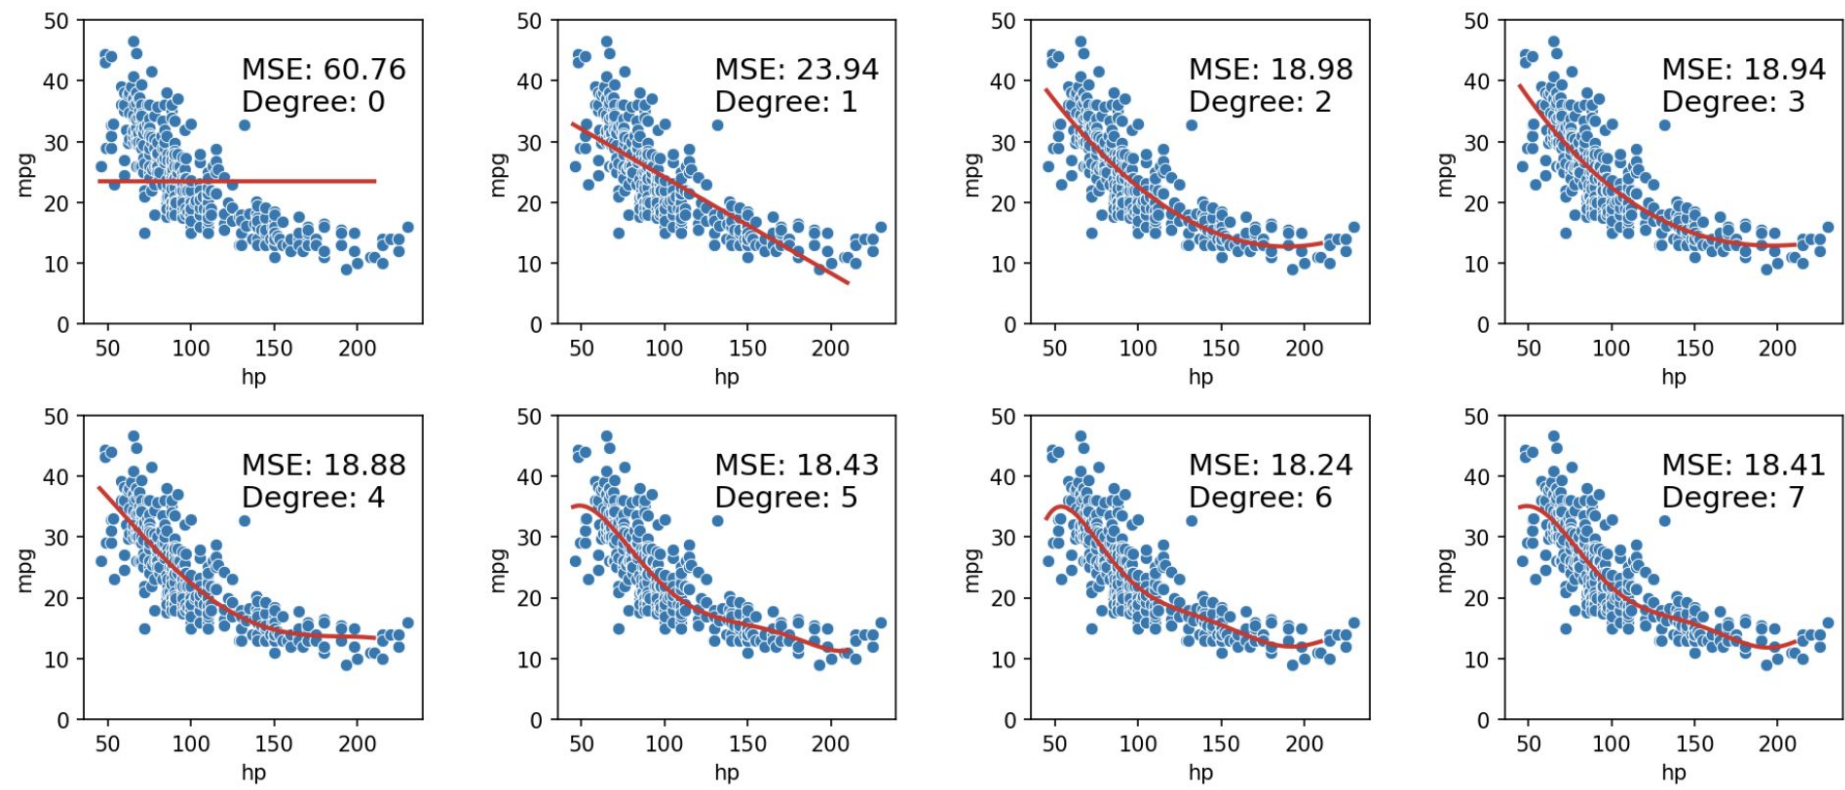 50
40
30
20
10
0
mpg
MSE: 60.76
Degree: 0
50 100 150 200
hp
50
40
30
20
10
0
mpg
MSE: 23.94
Degree: 1
50 100 150 200
hp
50
40
30
20
10
0
mpg
MSE: 18.98
Degree: 2
50 100 150 200
hp
50
40
30
20
10
0
mpg
MSE: 18.94
Degree: 3
50 100 150 200
hp
50
40
30
20
10
0
mpg
MSE: 18.88
Degree: 4
50 100 150 200
hp
50
40
30
20
10
0
mpg
MSE: 18.43
Degree: 5
50 100 150 200
hp
50
40
30
20
10
0
mpg
MSE: 18.24
Degree: 6
50 100 150 200
hp
50
40
30
20
10
0
mpg
MSE: 18.41
Degree: 7
50 100 150 200
hp